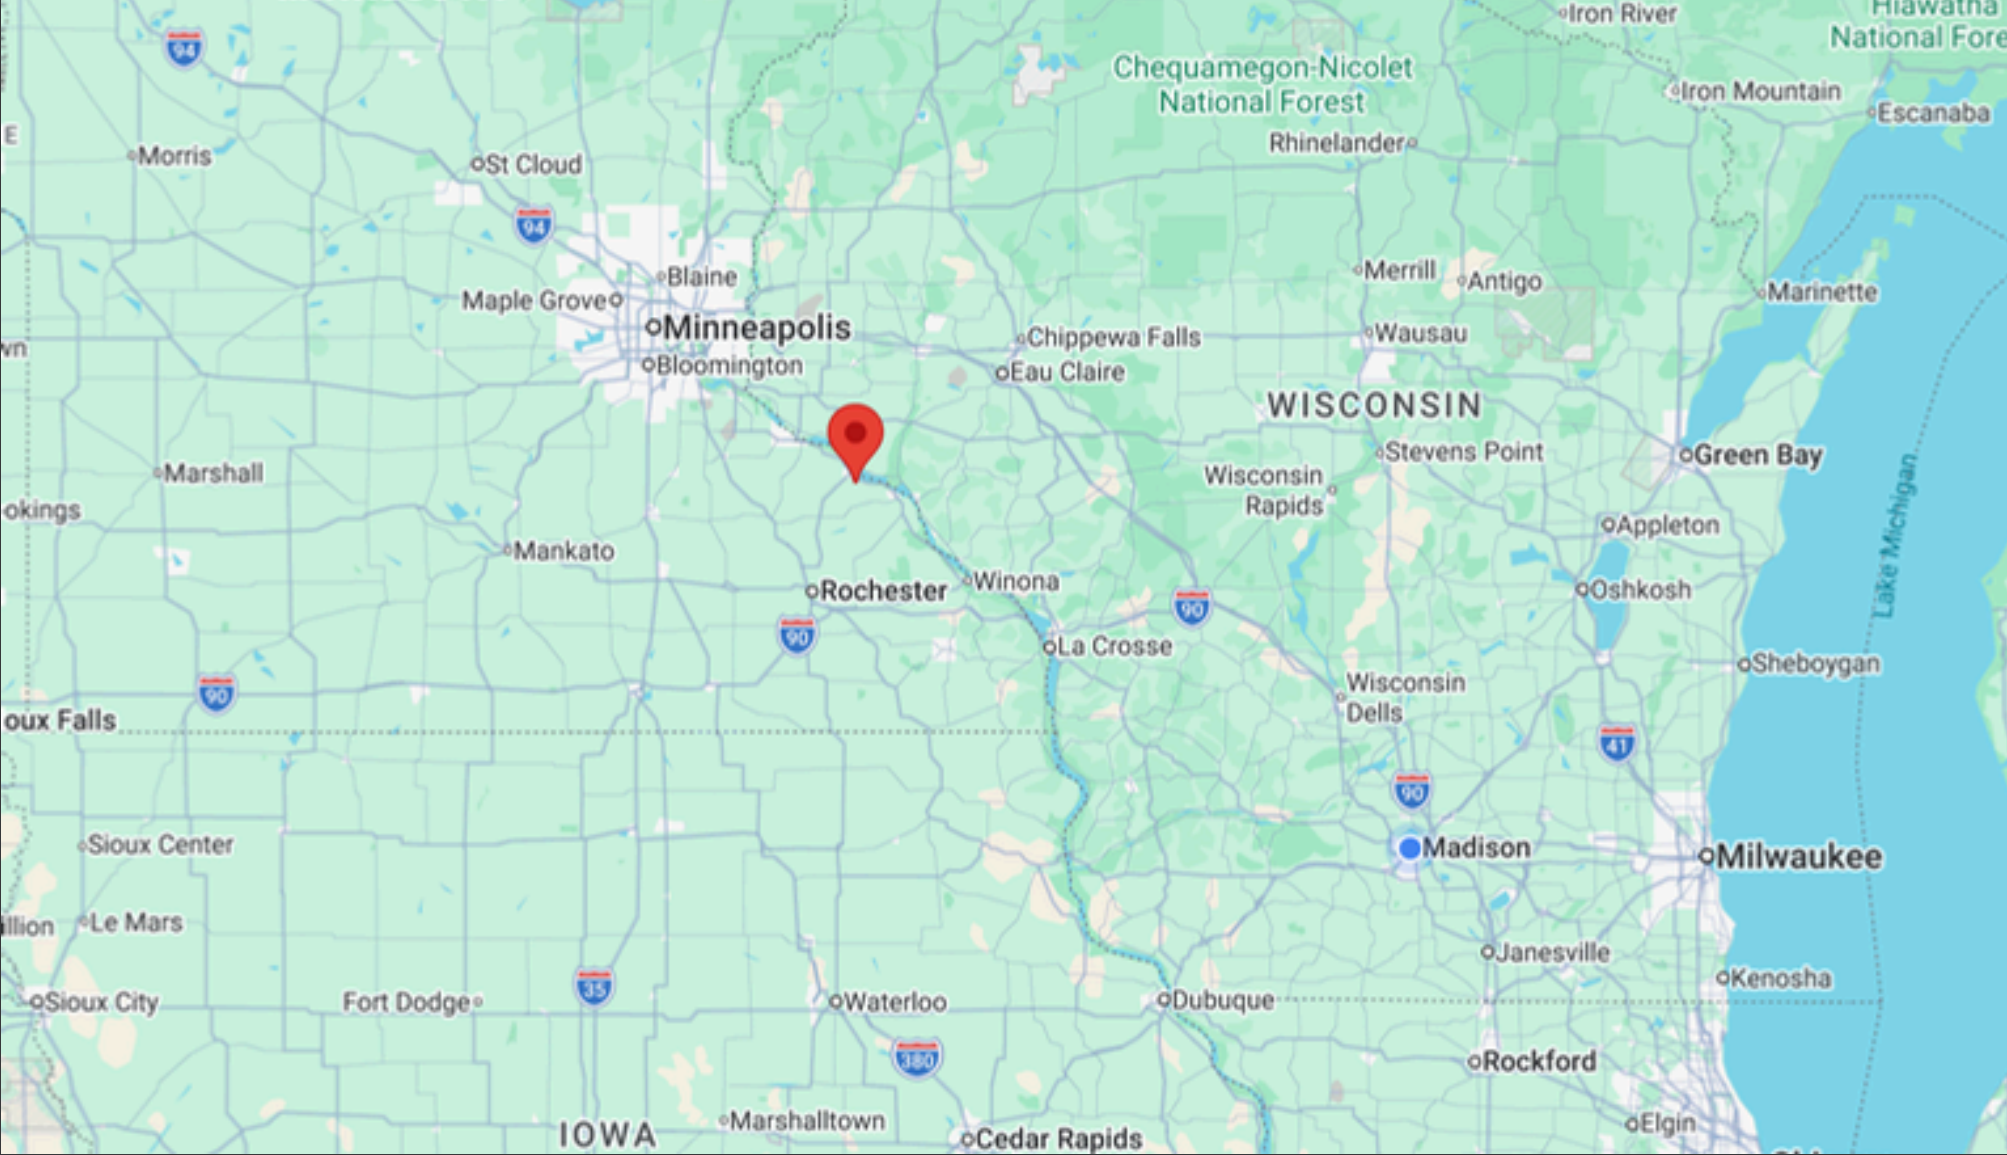 Iron River
Hiawatha
National Fore
94
Chequamegon-Nicolet
National Forest
Iron Mountain
Escanaba
E
Morris
St Cloud
Rhinelander
94
Blaine
Maple Grove
Minneapolis
Bloomington
Merrill
Antigo
Marinette
wn
Chippewa Falls
Wausau
Eau Claire
WISCONSIN
Stevens Point
Green Bay
Marshall
Wisconsin
Rapids
okings
Appleton
Lake Michigan
Mankato
Rochester
Winona
90
Oshkosh
90
La Crosse
Sheboygan
90
Wisconsin
Dells
oux Falls
41
90
Sioux Center
Madison
Milwaukee
illion
Le Mars
Janesville
Kenosha
35
Sioux City
Fort Dodge
Waterloo
Dubuque
380
Rockford
IOWA
Marshalltown
Cedar Rapids
Elgin